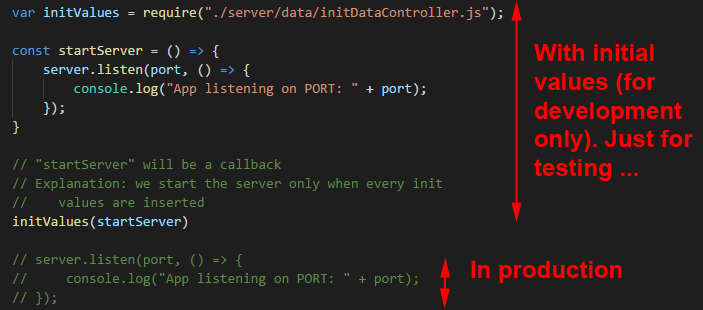 var initValues = require("./server/data/initDataController.js");
const startServer = () => {
    server.listen(port, () => {
        console.log("App listening on PORT: " + port);
    });
}
// "startServer" will be a callback
// Explanation: we start the server only when every init
//    values are inserted
initValues(startServer)
// server.listen(port, () => {
//     console.log("App listening on PORT: " + port);
// });
With initial
values (for
development
only). Just for
testing ...
In production